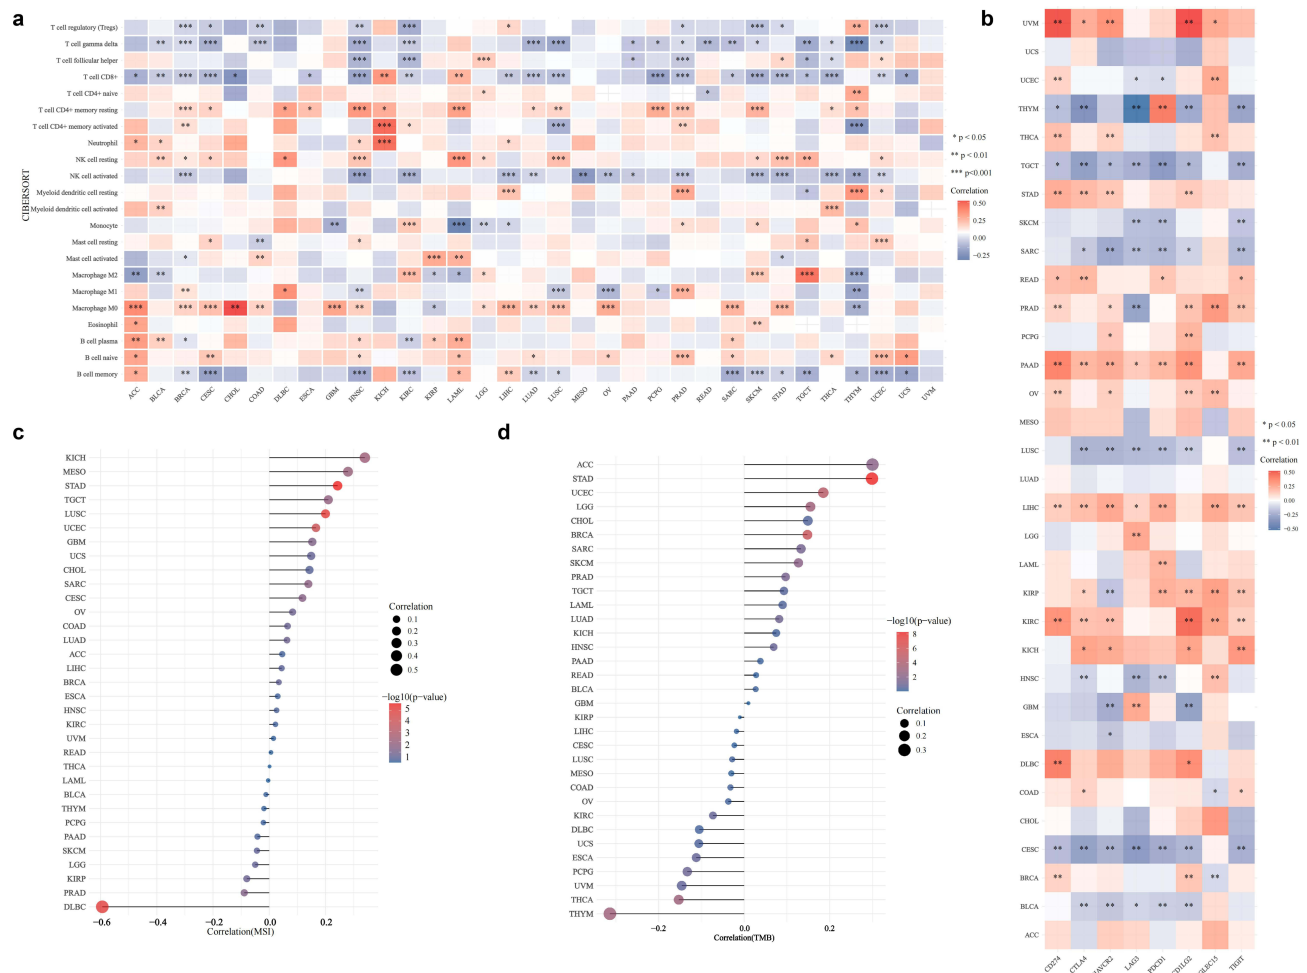 a
CIBERSORT
T cell regulatory (Tregs)
T cell gamma delta
T cell follicular helper
T cell CD8+
T cell CD4+ naive
T cell CD4+ memory resting
T cell CD4+ memory activated
Neutrophil
NK cell resting
NK cell activated
Myeloid dendritic cell resting
Myeloid dendritic cell activated
Monocyte
Mast cell resting
Mast cell activated
Macrophage M2
Macrophage M1
Macrophage M0
Eosinophil
B cell plasma
B cell naive
B cell memory
ACC BLCA BRCA CESC CHOL COAD DLBC ESCA GBM HNSC KICH KIRC KIRP LAML LGG LIHC LUAD LUSC MESO OV PAAD PCPG PRAD READ SARC SKCM STAD TGCT THCA THYM UCEC UCS UVM
* p < 0.05
** p < 0.01
*** p<0.001
Correlation
0.50
0.25
0.00
−0.25
b
UVM
UCS
UCEC
THYM
THCA
TGCT
STAD
SKCM
SARC
READ
PRAD
PCPG
PAAD
OV
MESO
LUSC
LUAD
LIHC
LGG
LAML
KIRP
KIRC
KICH
HNSC
GBM
ESCA
DLBC
COAD
CHOL
CESC
BRCA
BLCA
ACC
CD274 CTLA4 HAVCR2 LAG3 PDCD1 PDCD1LG2 SIGLEC15 TIGIT
* p < 0.05
** p < 0.01
Correlation
0.50
0.25
0.00
−0.25
−0.50
c
KICH
MESO
STAD
TGCT
LUSC
UCEC
GBM
UCS
CHOL
SARC
CESC
OV
COAD
LUAD
ACC
LIHC
BRCA
ESCA
HNSC
KIRC
UVM
READ
THCA
LAML
BLCA
THYM
PCPG
PAAD
SKCM
LGG
KIRP
PRAD
DLBC
−0.6 −0.4 −0.2 0.0 0.2
Correlation(MSI)
Correlation
0.1
0.2
0.3
0.4
0.5
−log10(p−value)
5
4
3
2
1
d
ACC
STAD
UCEC
LGG
CHOL
BRCA
SARC
SKCM
PRAD
TGCT
LAML
LUAD
KICH
HNSC
PAAD
READ
BLCA
GBM
KIRP
LIHC
CESC
LUSC
MESO
COAD
OV
KIRC
DLBC
UCS
ESCA
PCPG
UVM
THCA
THYM
−0.2 0.0 0.2
Correlation(TMB)
−log10(p−value)
8
6
4
2
Correlation
0.1
0.2
0.3